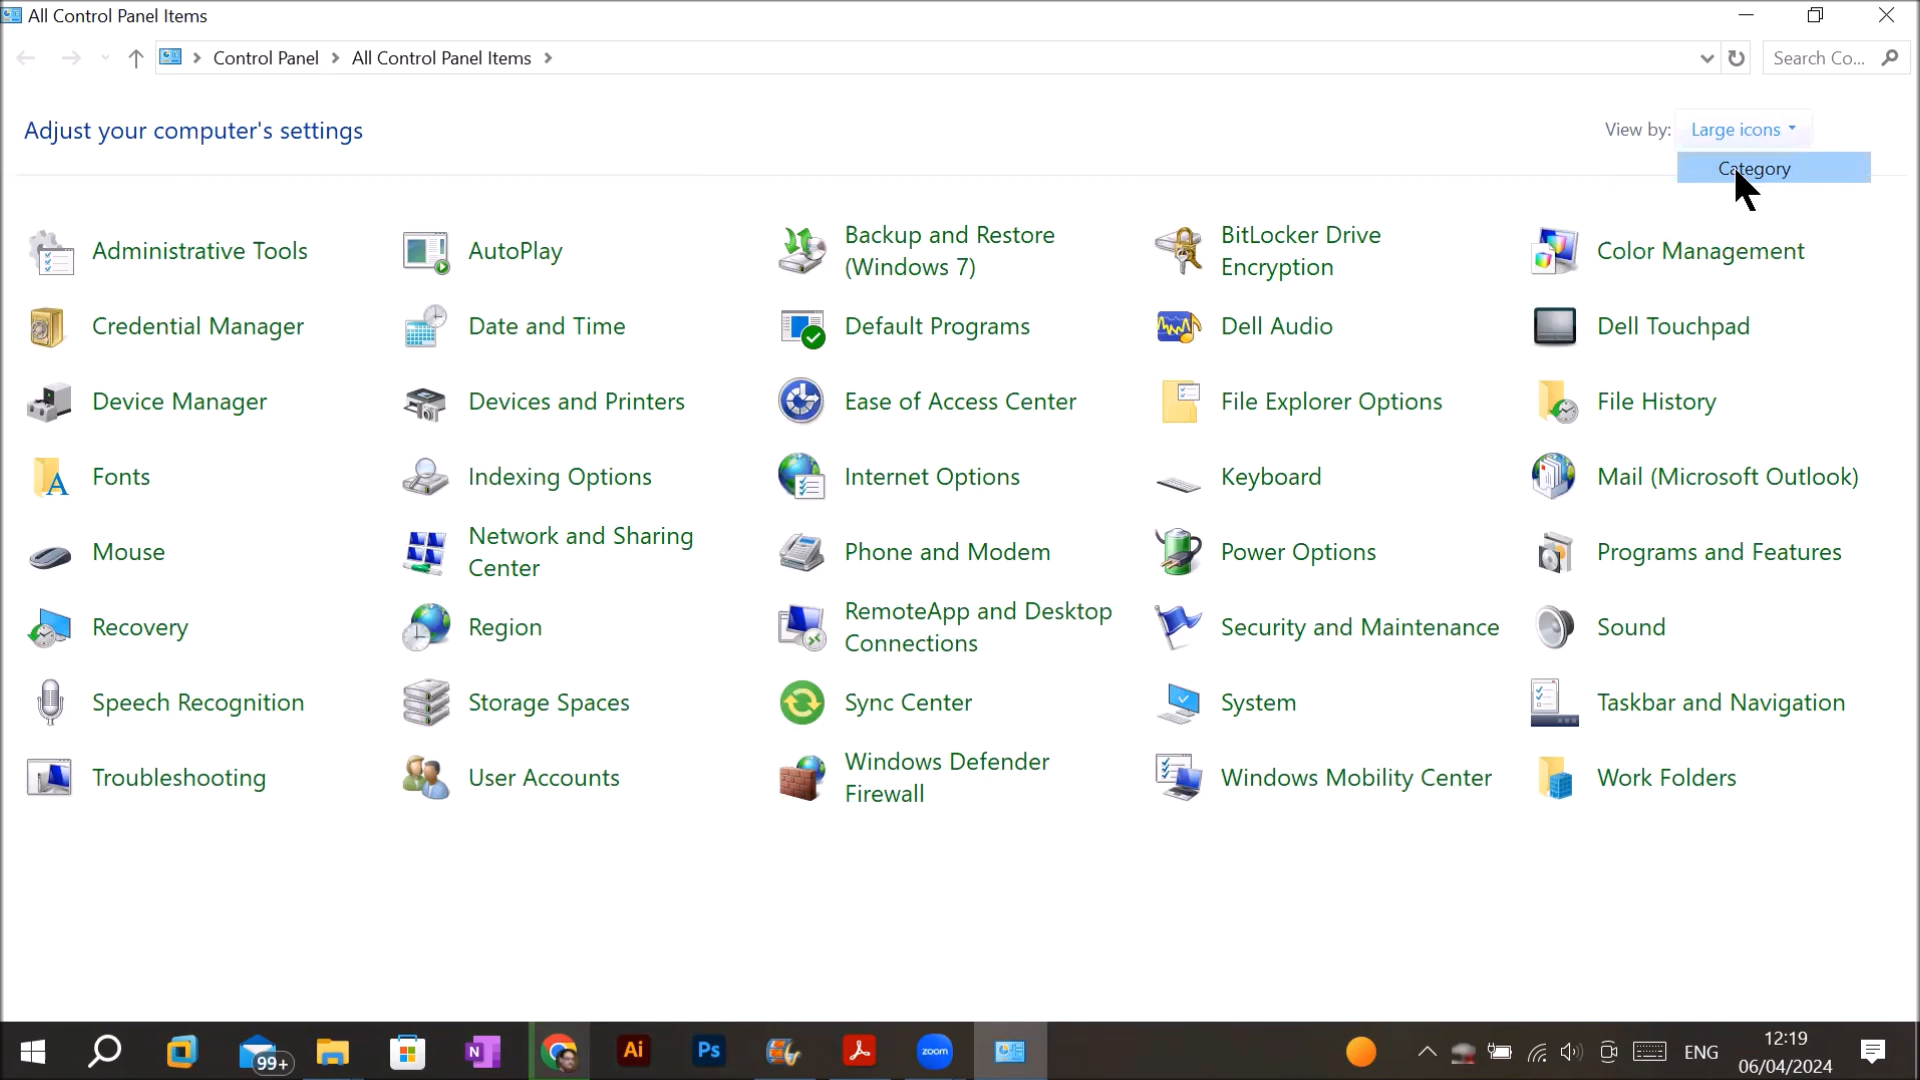 All Control Panel Items
Control Panel
All Control Panel Items
Search Co...
Adjust your computer's settings
View by:
Large icons
Category
Administrative Tools
AutoPlay
Backup and Restore
(Windows 7)
BitLocker Drive
Encryption
Color Management
Credential Manager
Date and Time
Default Programs
Dell Audio
Dell Touchpad
Device Manager
Devices and Printers
Ease of Access Center
File Explorer Options
File History
Fonts
Indexing Options
Internet Options
Keyboard
Mail (Microsoft Outlook)
Mouse
Network and Sharing
Center
Phone and Modem
Power Options
Programs and Features
Recovery
Region
RemoteApp and Desktop
Connections
Security and Maintenance
Sound
Speech Recognition
Storage Spaces
Sync Center
System
Taskbar and Navigation
Troubleshooting
User Accounts
Windows Defender
Firewall
Windows Mobility Center
Work Folders
99+
N
Ai
Ps
zoom
ENG
12:19
06/04/2024